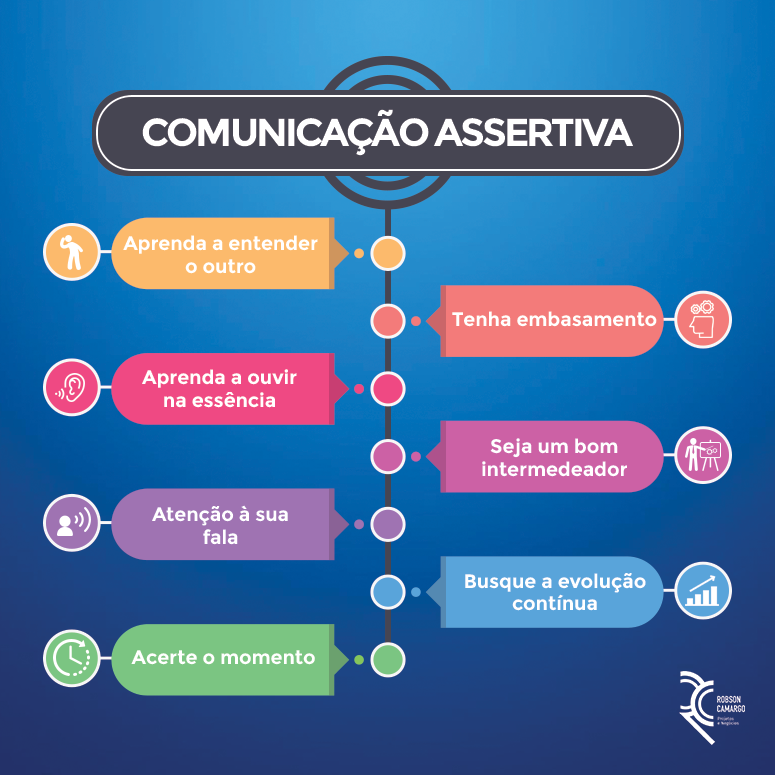 COMUNICAÇÃO ASSERTIVA
Aprenda a entender
o outro
Tenha embasamento
Aprenda a ouvir
na essência
Seja um bom
intermedeador
Atenção à sua
fala
Busque a evolução
contínua
Acerte o momento
ROBSON
CAMARGO
Projetos
e Negócios